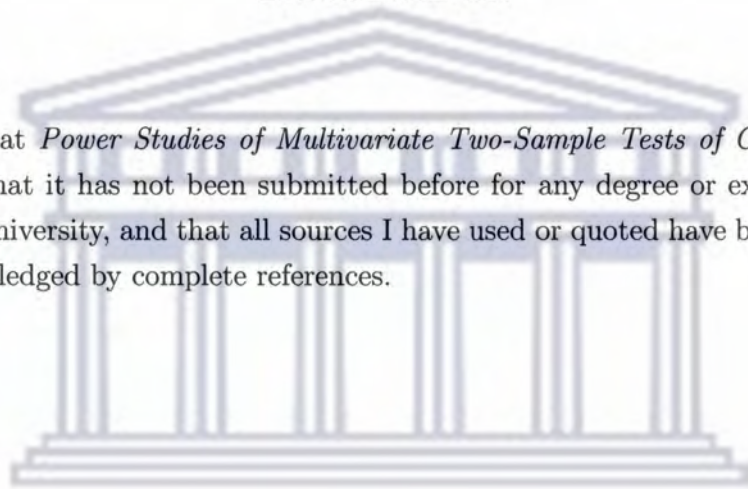 at Power Studies of Multivariate Two-Sample Tests of
hat it has not been submitted before for any degree or ex
niversity, and that all sources I have used or quoted have b
ledged by complete references.